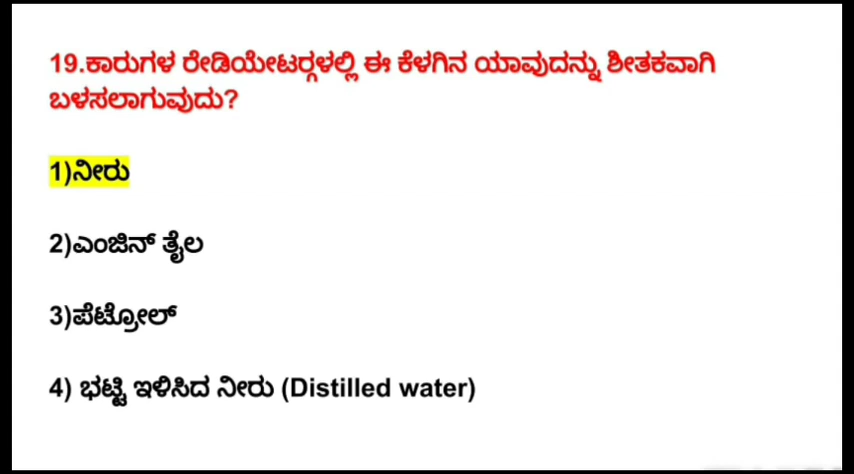 19.ಕಾರುಗಳ ರೇಡಿಯೇಟರ್‍ಗಳಲ್ಲಿ ಈ ಕೆಳಗಿನ ಯಾವುದನ್ನು ಶೀತಕವಾಗಿ
ಬಳಸಲಾಗುವುದು?
1)ನೀರು
2)ಎಂಜಿನ್ ತೈಲ
3)ಪೆಟ್ರೋಲ್
4) ಭಟ್ಟಿ ಇಳಿಸಿದ ನೀರು (Distilled water)